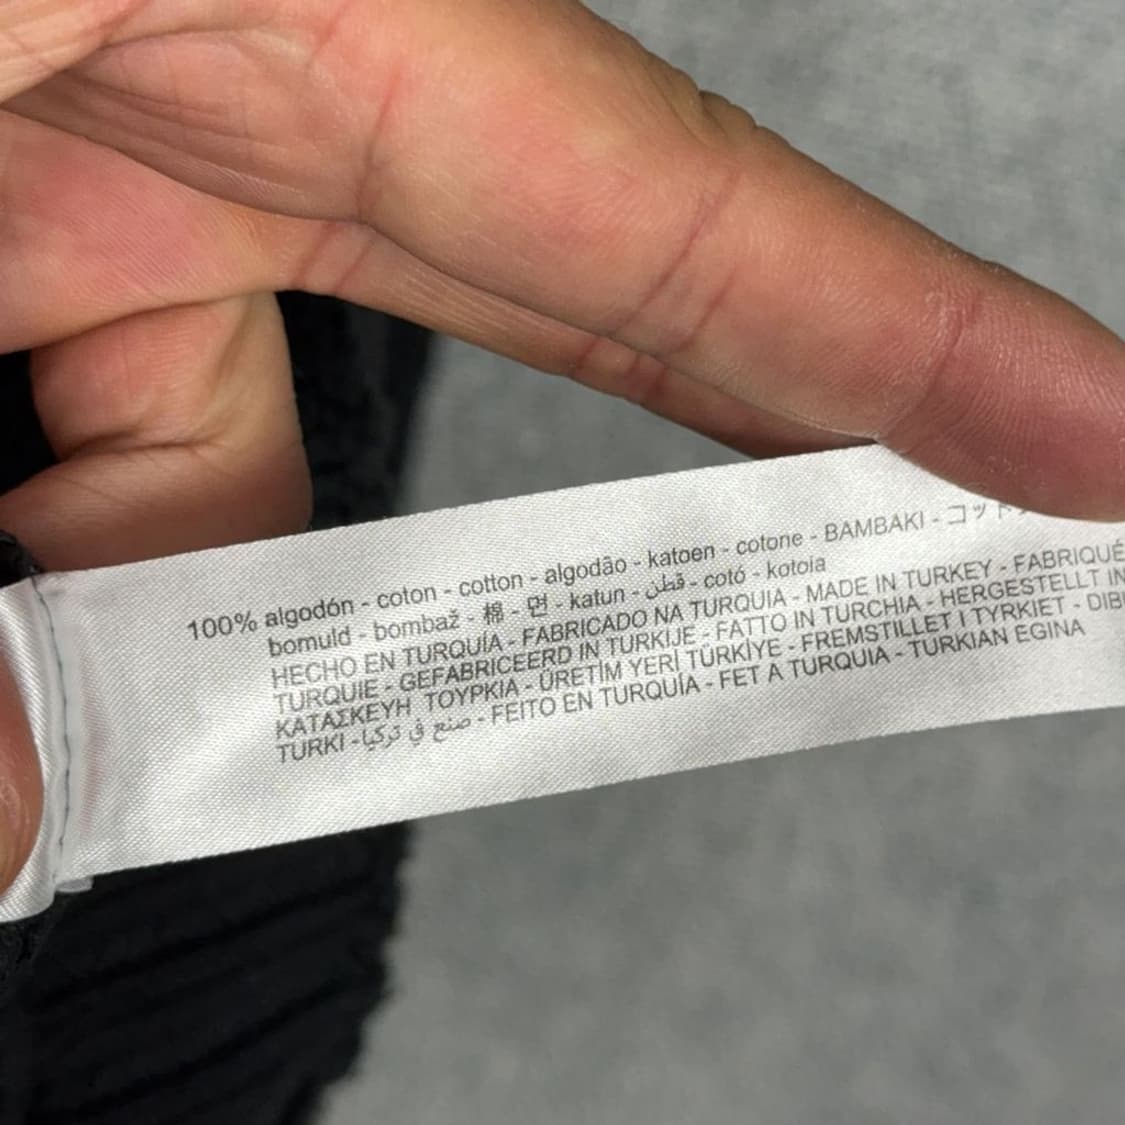 100% algodón - coton - cotton - algodão - katoen - cotone - BAMBAKI - コット
bomuld - bombaž - 棉 - 면 - katun - قطن - cotó - kotoia
HECHO EN TURQUÍA - FABRICADO NA TURQUIA - MADE IN TURKEY - FABRIQUÉ
TURQUIE - GEFABRICEERD IN TURKIJE - FATTO IN TURCHIA - HERGESTELLT IN
ΚΑΤΑΣΚΕΥΗ ΤΟΥΡΚΙΑ - ÜRETİM YERİ TÜRKİYE - FREMSTILLET I TYRKIET - DIBU
TURKI - صنع في تركيا - FEITO EN TURQUÍA - FET A TURQUIA - TURKIAN EGINA